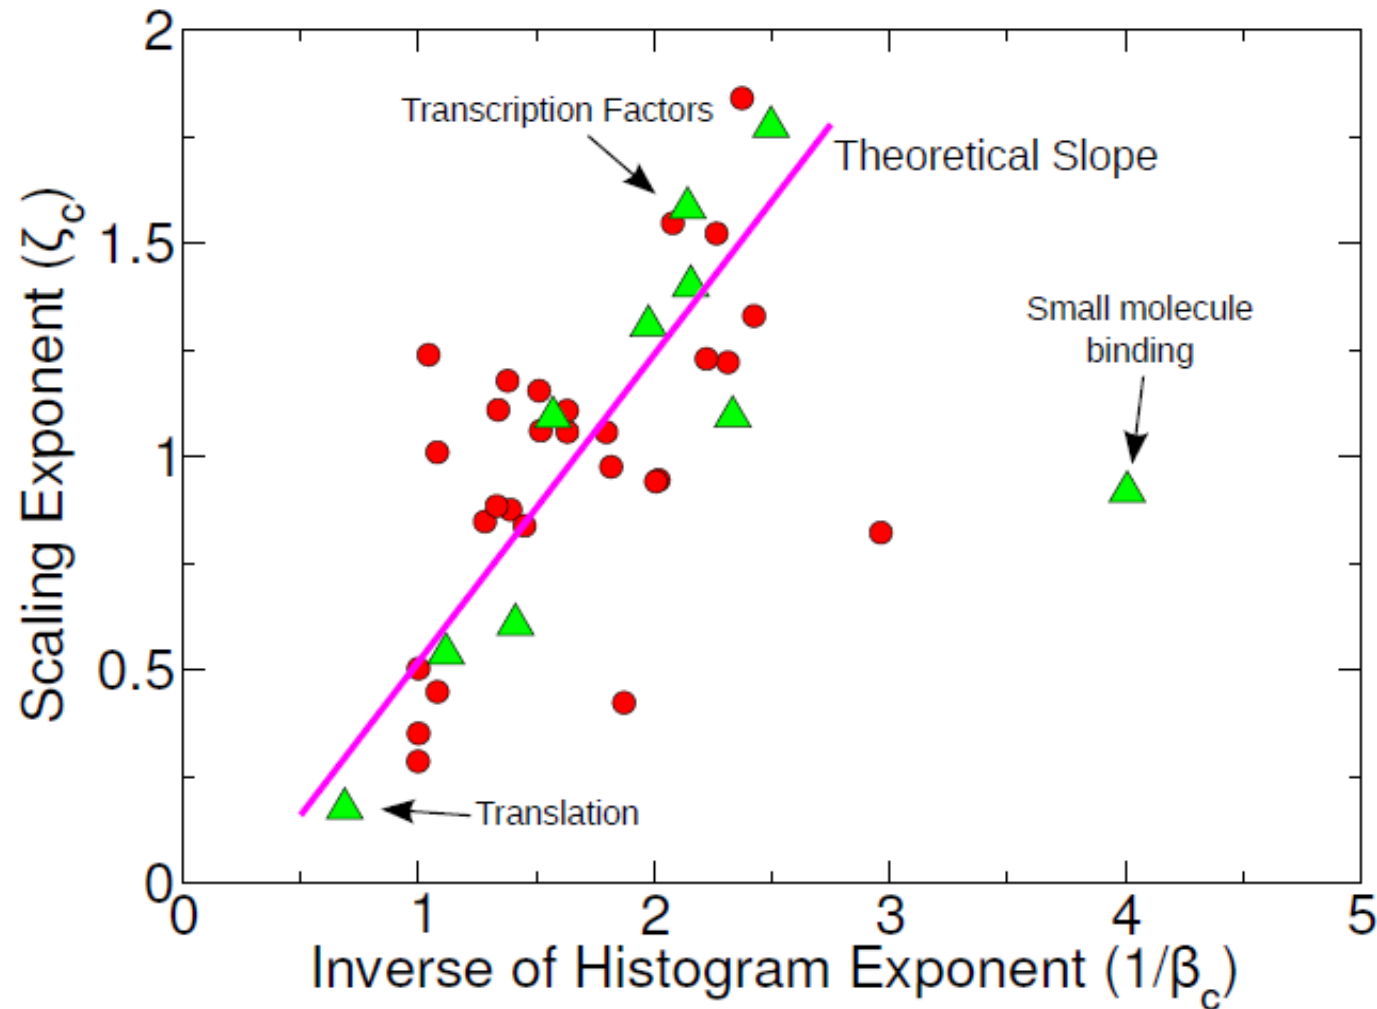 2
1.5
1
0.5
0
Scaling Exponent (ζc)
Transcription Factors
Theoretical Slope
Small molecule
binding
Translation
0 1 2 3 4 5
Inverse of Histogram Exponent (1/βc)